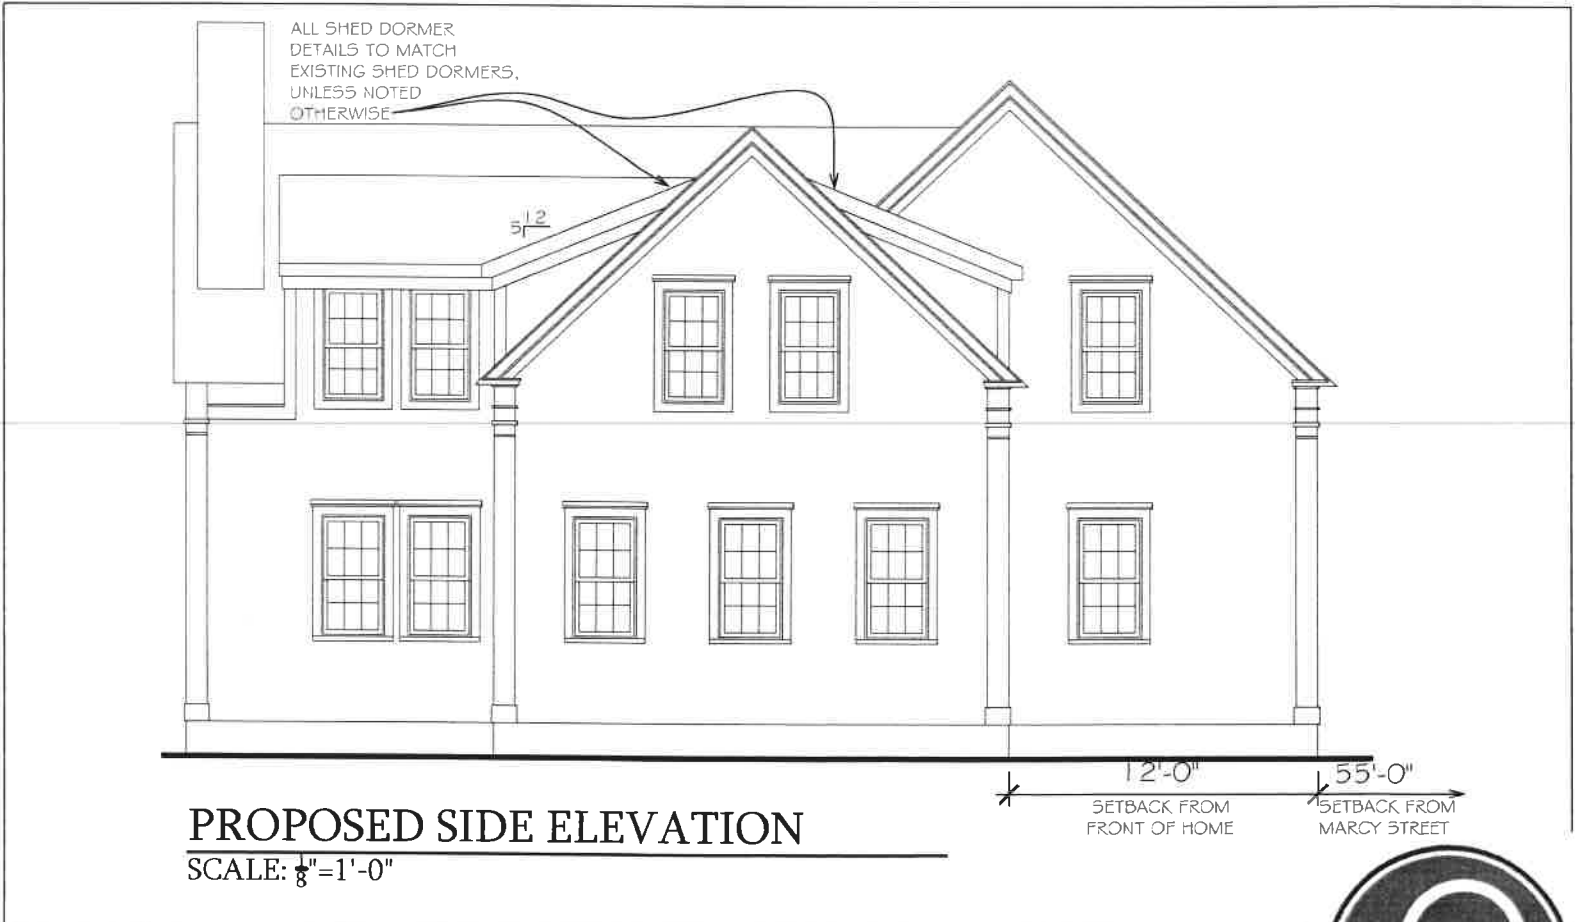 ALL SHED DORMER
DETAILS TO MATCH
EXISTING SHED DORMERS,
UNLESS NOTED
OTHERWISE
12
5
12'-0"
55'-0"
SETBACK FROM
FRONT OF HOME
SETBACK FROM
MARCY STREET
PROPOSED SIDE ELEVATION
SCALE: 1/8"=1'-0"